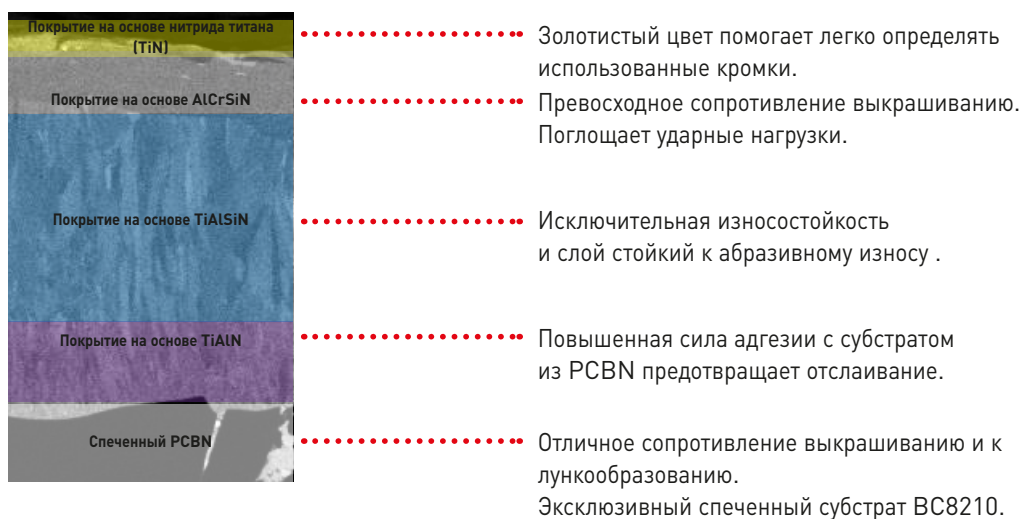 Покрытие на основе нитрида титана
(TiN)
Золотистый цвет помогает легко определять
использованные кромки.
Покрытие на основе AlCrSiN
Превосходное сопротивление выкрашиванию.
Поглощает ударные нагрузки.
Покрытие на основе TiAlSiN
Исключительная износостойкость
и слой стойкий к абразивному износу .
Покрытие на основе TiAlN
Повышенная сила адгезии с субстратом
из PCBN предотвращает отслаивание.
Спеченный PCBN
Отличное сопротивление выкрашиванию и к
лункообразованию.
Эксклюзивный спеченный субстрат BC8210.